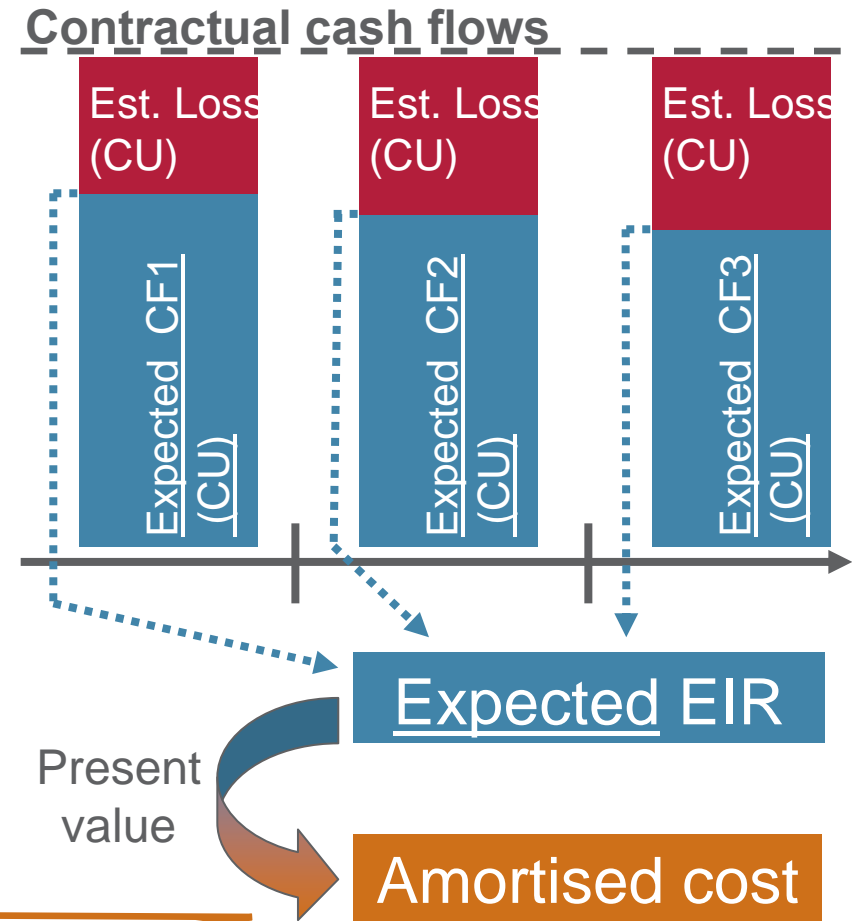 Contractual cash flows
Est. Loss
(CU)
Est. Loss
(CU)
Est. Loss
(CU)
Expected CF1
(CU)
Expected CF2
(CU)
Expected CF3
(CU)
Expected EIR
Present
value
Amortised cost